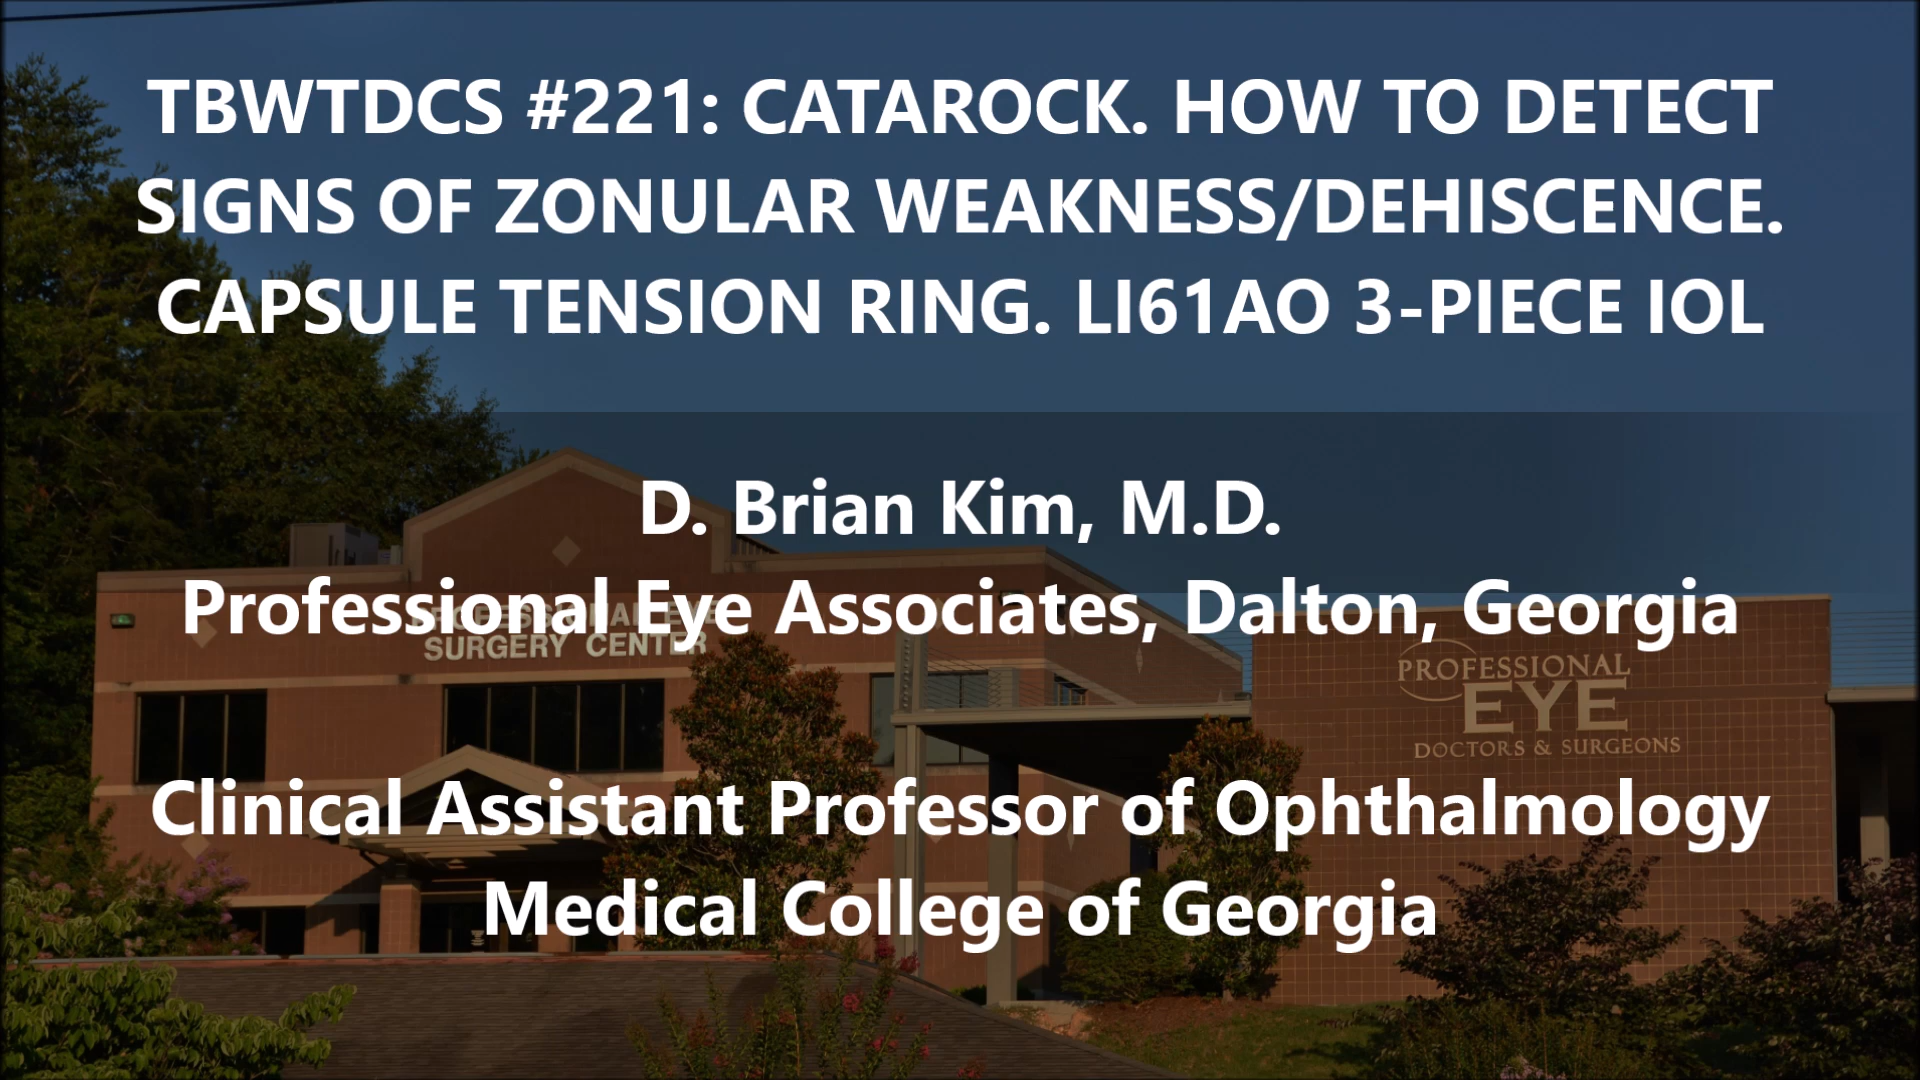 TBWTDCS #221: CATAROCK. HOW TO DETECT
SIGNS OF ZONULAR WEAKNESS/DEHISCENCE.
CAPSULE TENSION RING. LI61AO 3-PIECE IOL
D. Brian Kim, M.D.
Professional Eye Associates, Dalton, Georgia
PROFESSIONAL EYE
SURGERY CENTER
PROFESSIONAL
EYE
DOCTORS & SURGEONS
Clinical Assistant Professor of Ophthalmology
Medical College of Georgia